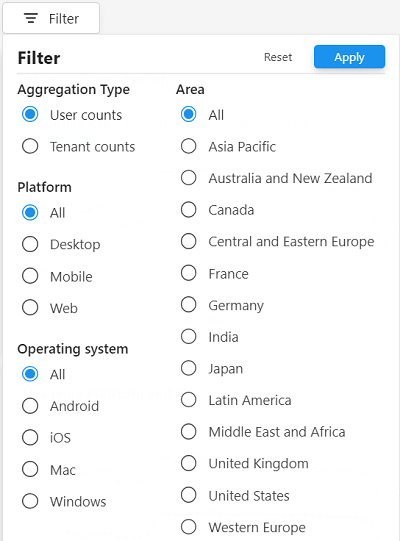 Filter
Filter
Reset
Apply
Aggregation Type
User counts
Tenant counts
Platform
All
Desktop
Mobile
Web
Operating system
All
Android
iOS
Mac
Windows
Area
All
Asia Pacific
Australia and New Zealand
Canada
Central and Eastern Europe
France
Germany
India
Japan
Latin America
Middle East and Africa
United Kingdom
United States
Western Europe